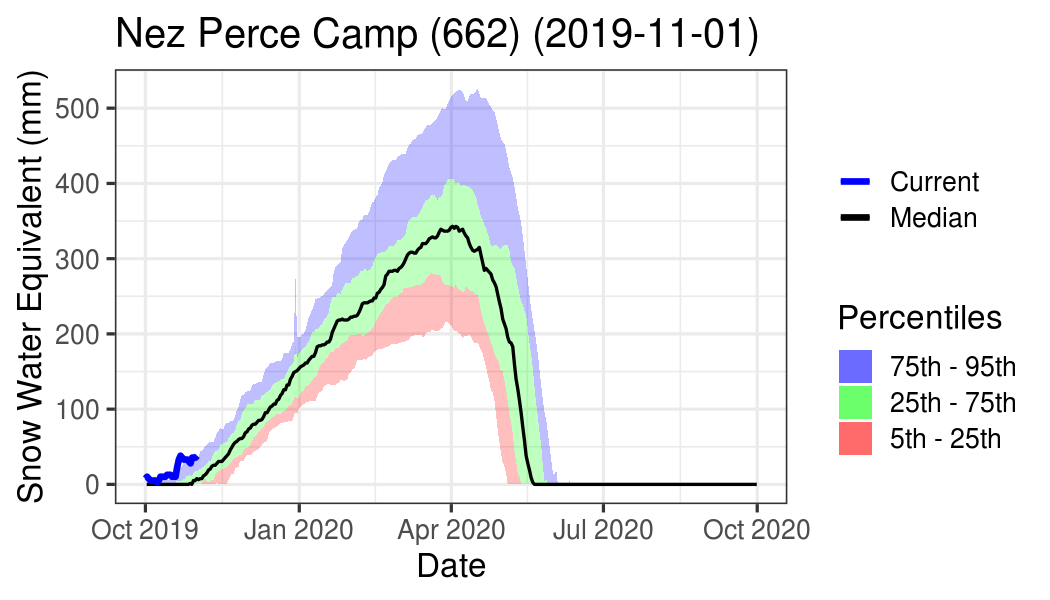 Nez Perce Camp (662) (2019-11-01)
Snow Water Equivalent (mm)
500
400
300
200
100
0
Oct 2019
Jan 2020
Apr 2020
Jul 2020
Oct 2020
Date
Current
Median
Percentiles
75th - 95th
25th - 75th
5th - 25th